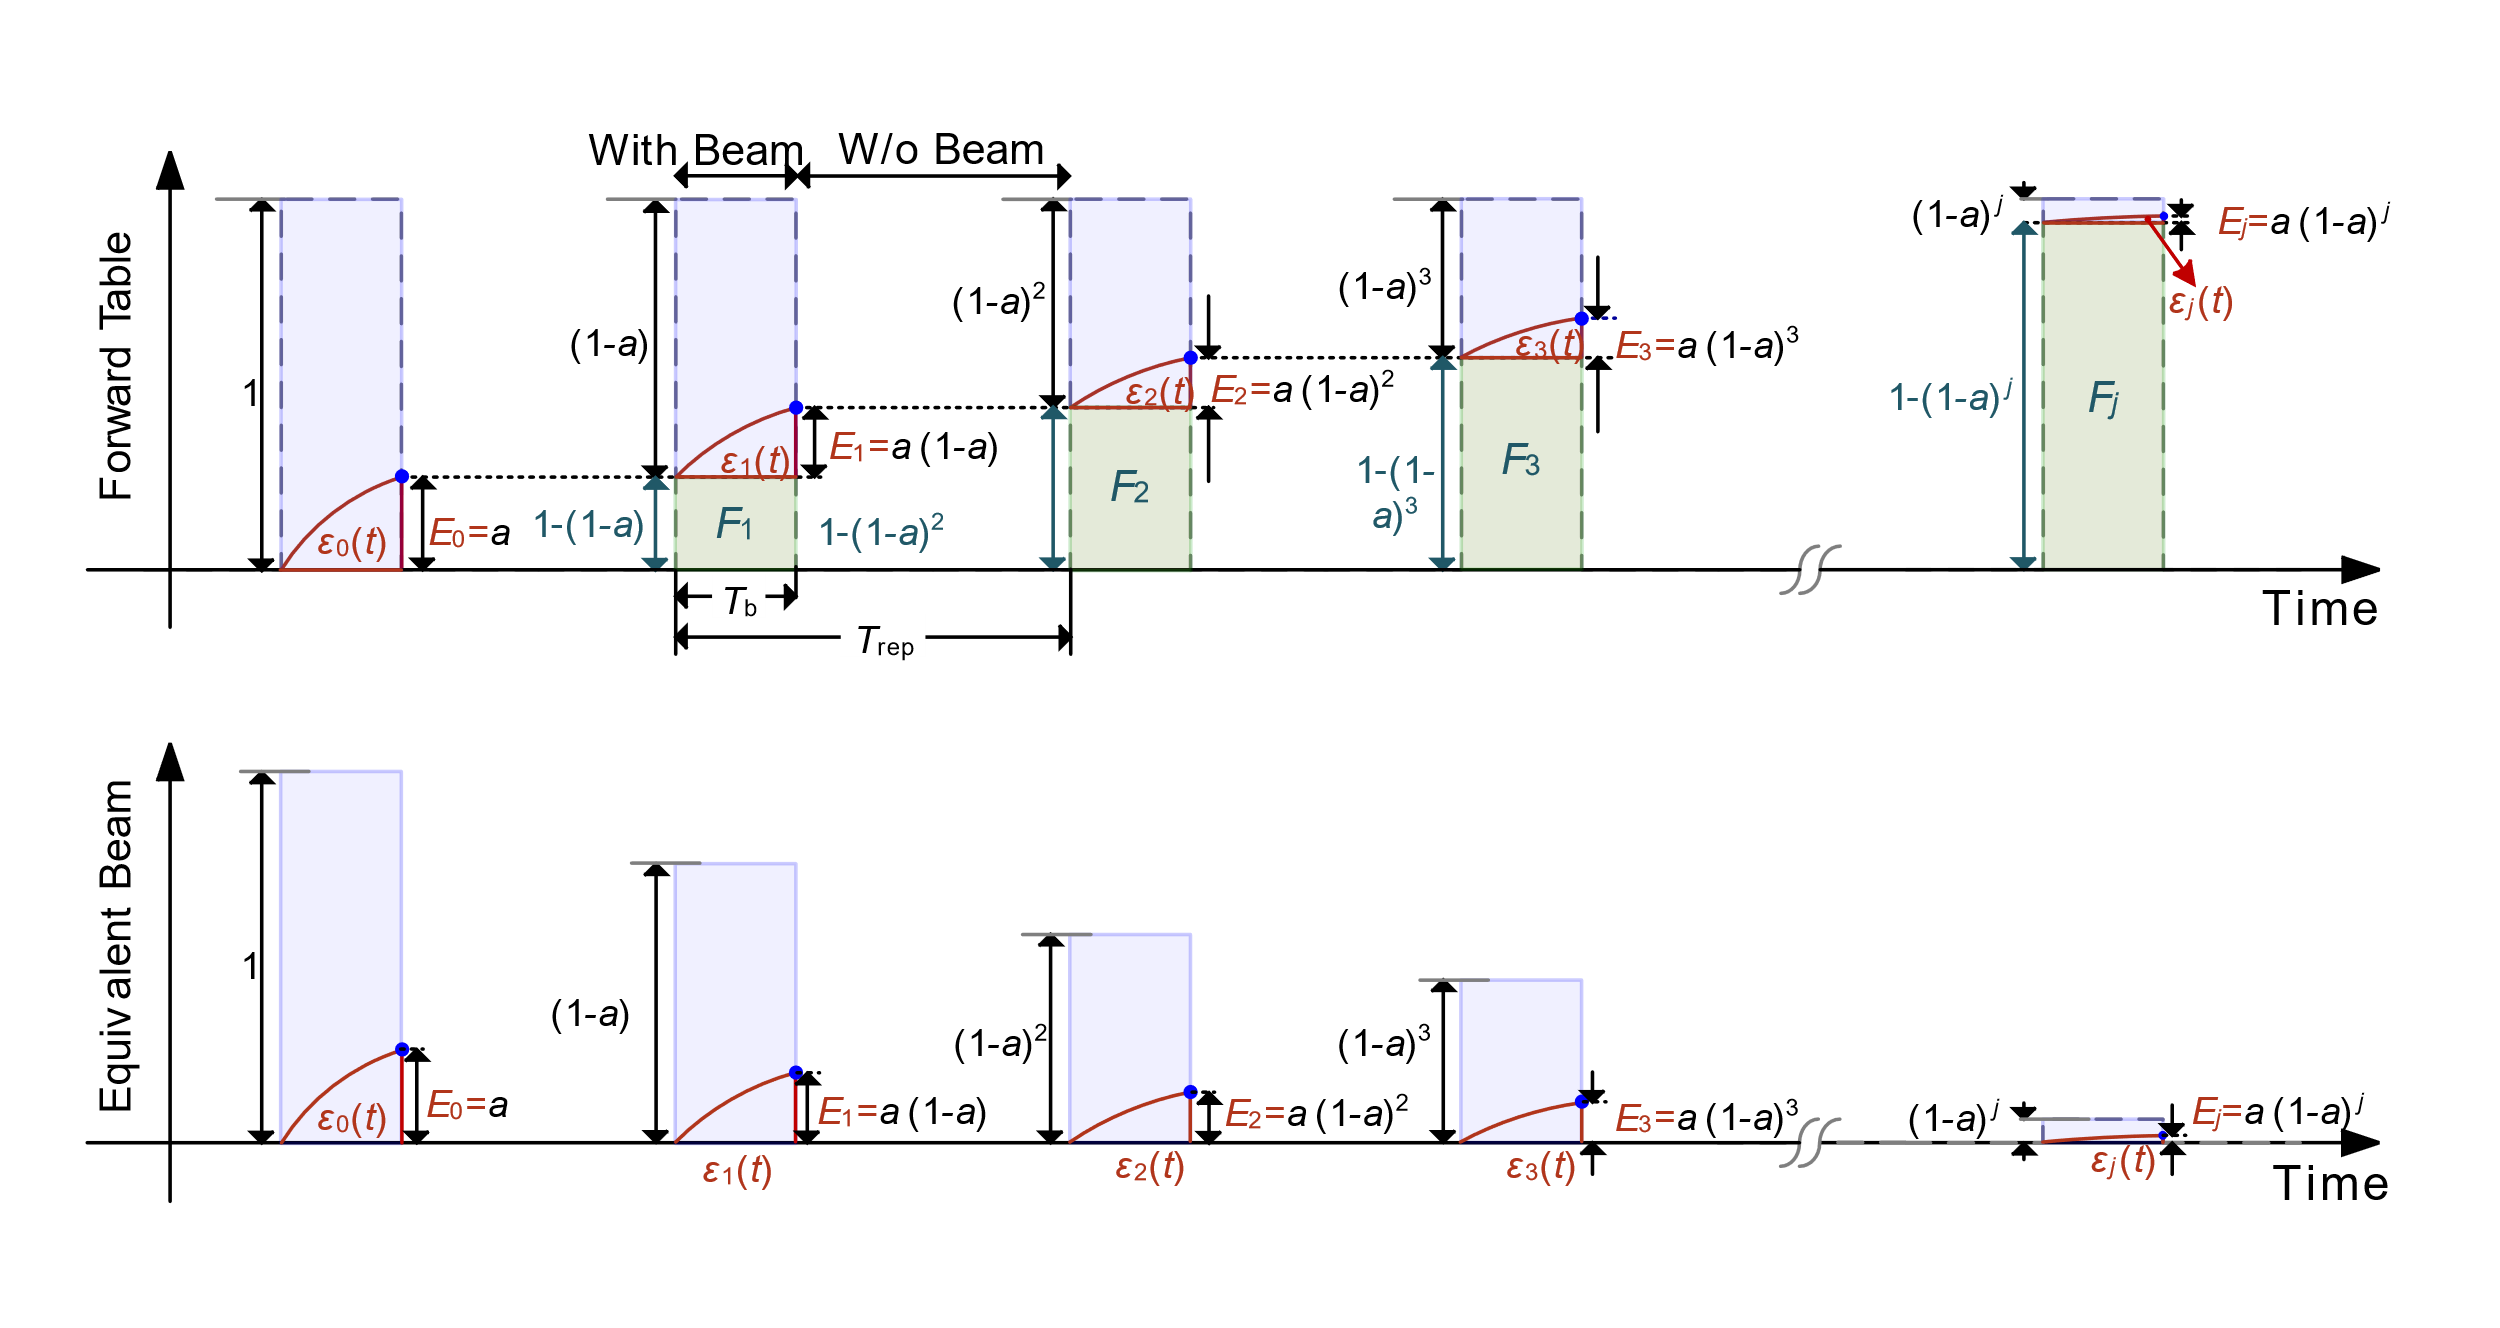 With Beam
W/o Beam
Forward Table
1
ε0(t)
E0=a
(1-a)
1-(1-a)
ε1(t)
F1
E1=a (1-a)
1-(1-a)²
(1-a)²
ε2(t)
F2
E2=a (1-a)²
(1-a)³
1-(1-
a)³
ε3(t)
F3
E3=a (1-a)³
(1-a)^j
1-(1-a)^j
Fj
Ej=a (1-a)^j
εj(t)
Tb
Trep
Time
Equivalent Beam
1
ε0(t)
E0=a
(1-a)
ε1(t)
E1=a (1-a)
(1-a)²
ε2(t)
E2=a (1-a)²
(1-a)³
ε3(t)
E3=a (1-a)³
(1-a)^j
εj(t)
Ej=a (1-a)^j
Time